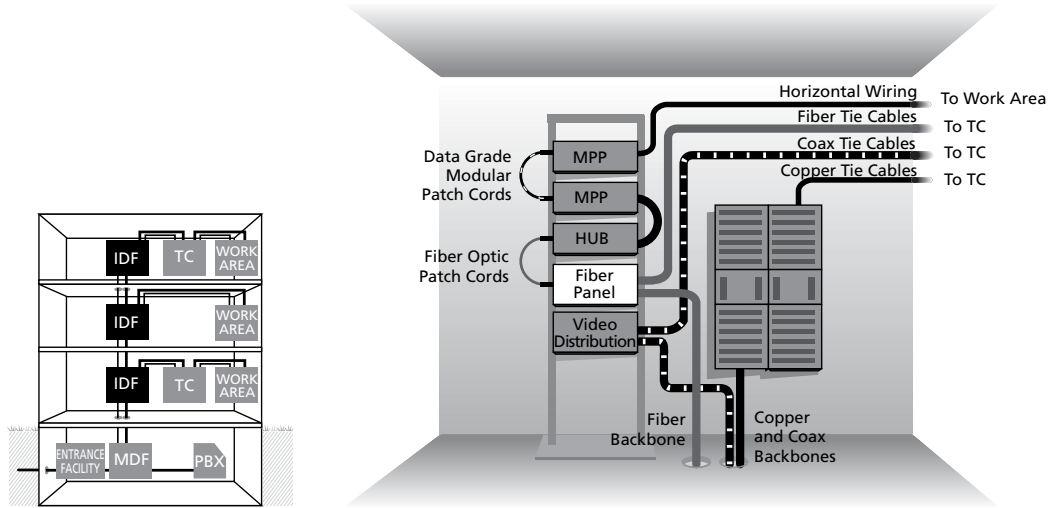 IDF
TC
WORK
AREA
IDF
WORK
AREA
IDF
TC
WORK
AREA
ENTRANCE
FACILITY
MDF
PBX
Horizontal Wiring
To Work Area
Fiber Tie Cables
To TC
Coax Tie Cables
To TC
Copper Tie Cables
To TC
Data Grade
Modular
Patch Cords
MPP
MPP
HUB
Fiber Optic
Patch Cords
Fiber
Panel
Video
Distribution
Fiber
Backbone
Copper
and Coax
Backbones